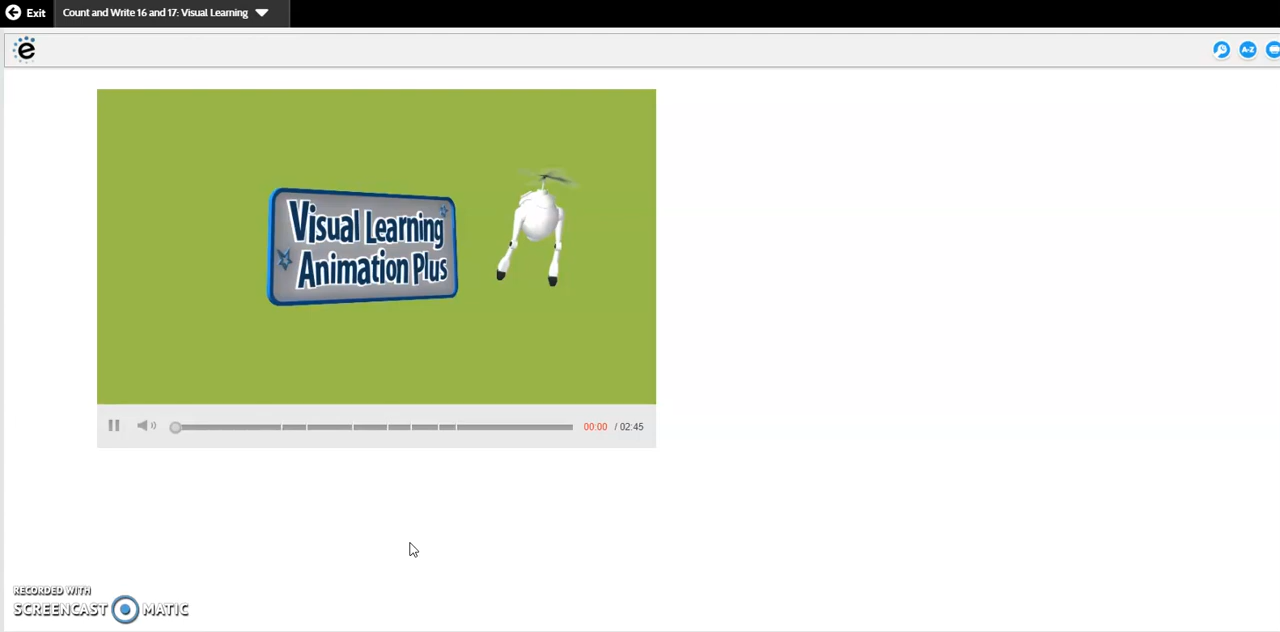 Exit Count and Write 16 and 17: Visual Learning
e A-Z
Visual Learning
Animation Plus
00:00 / 02:45
RECORDED WITH
SCREENCAST MATIC